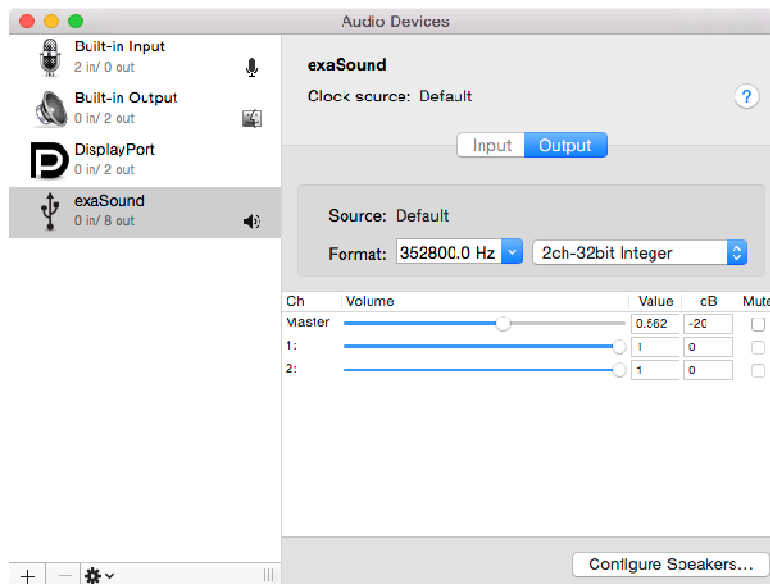 Audio Devices
Built-in Input
2 in/ 0 out
Built-in Output
0 in/ 2 out
DisplayPort
0 in/ 2 out
exaSound
0 in/ 8 out
exaSound
Clock source: Default
?
Input Output
Source: Default
Format: 352800.0 Hz 2ch-32bit Integer
Ch Volume Value dB Mute
Master 0.562 -20
1: 1 0
2: 1 0
Configure Speakers...